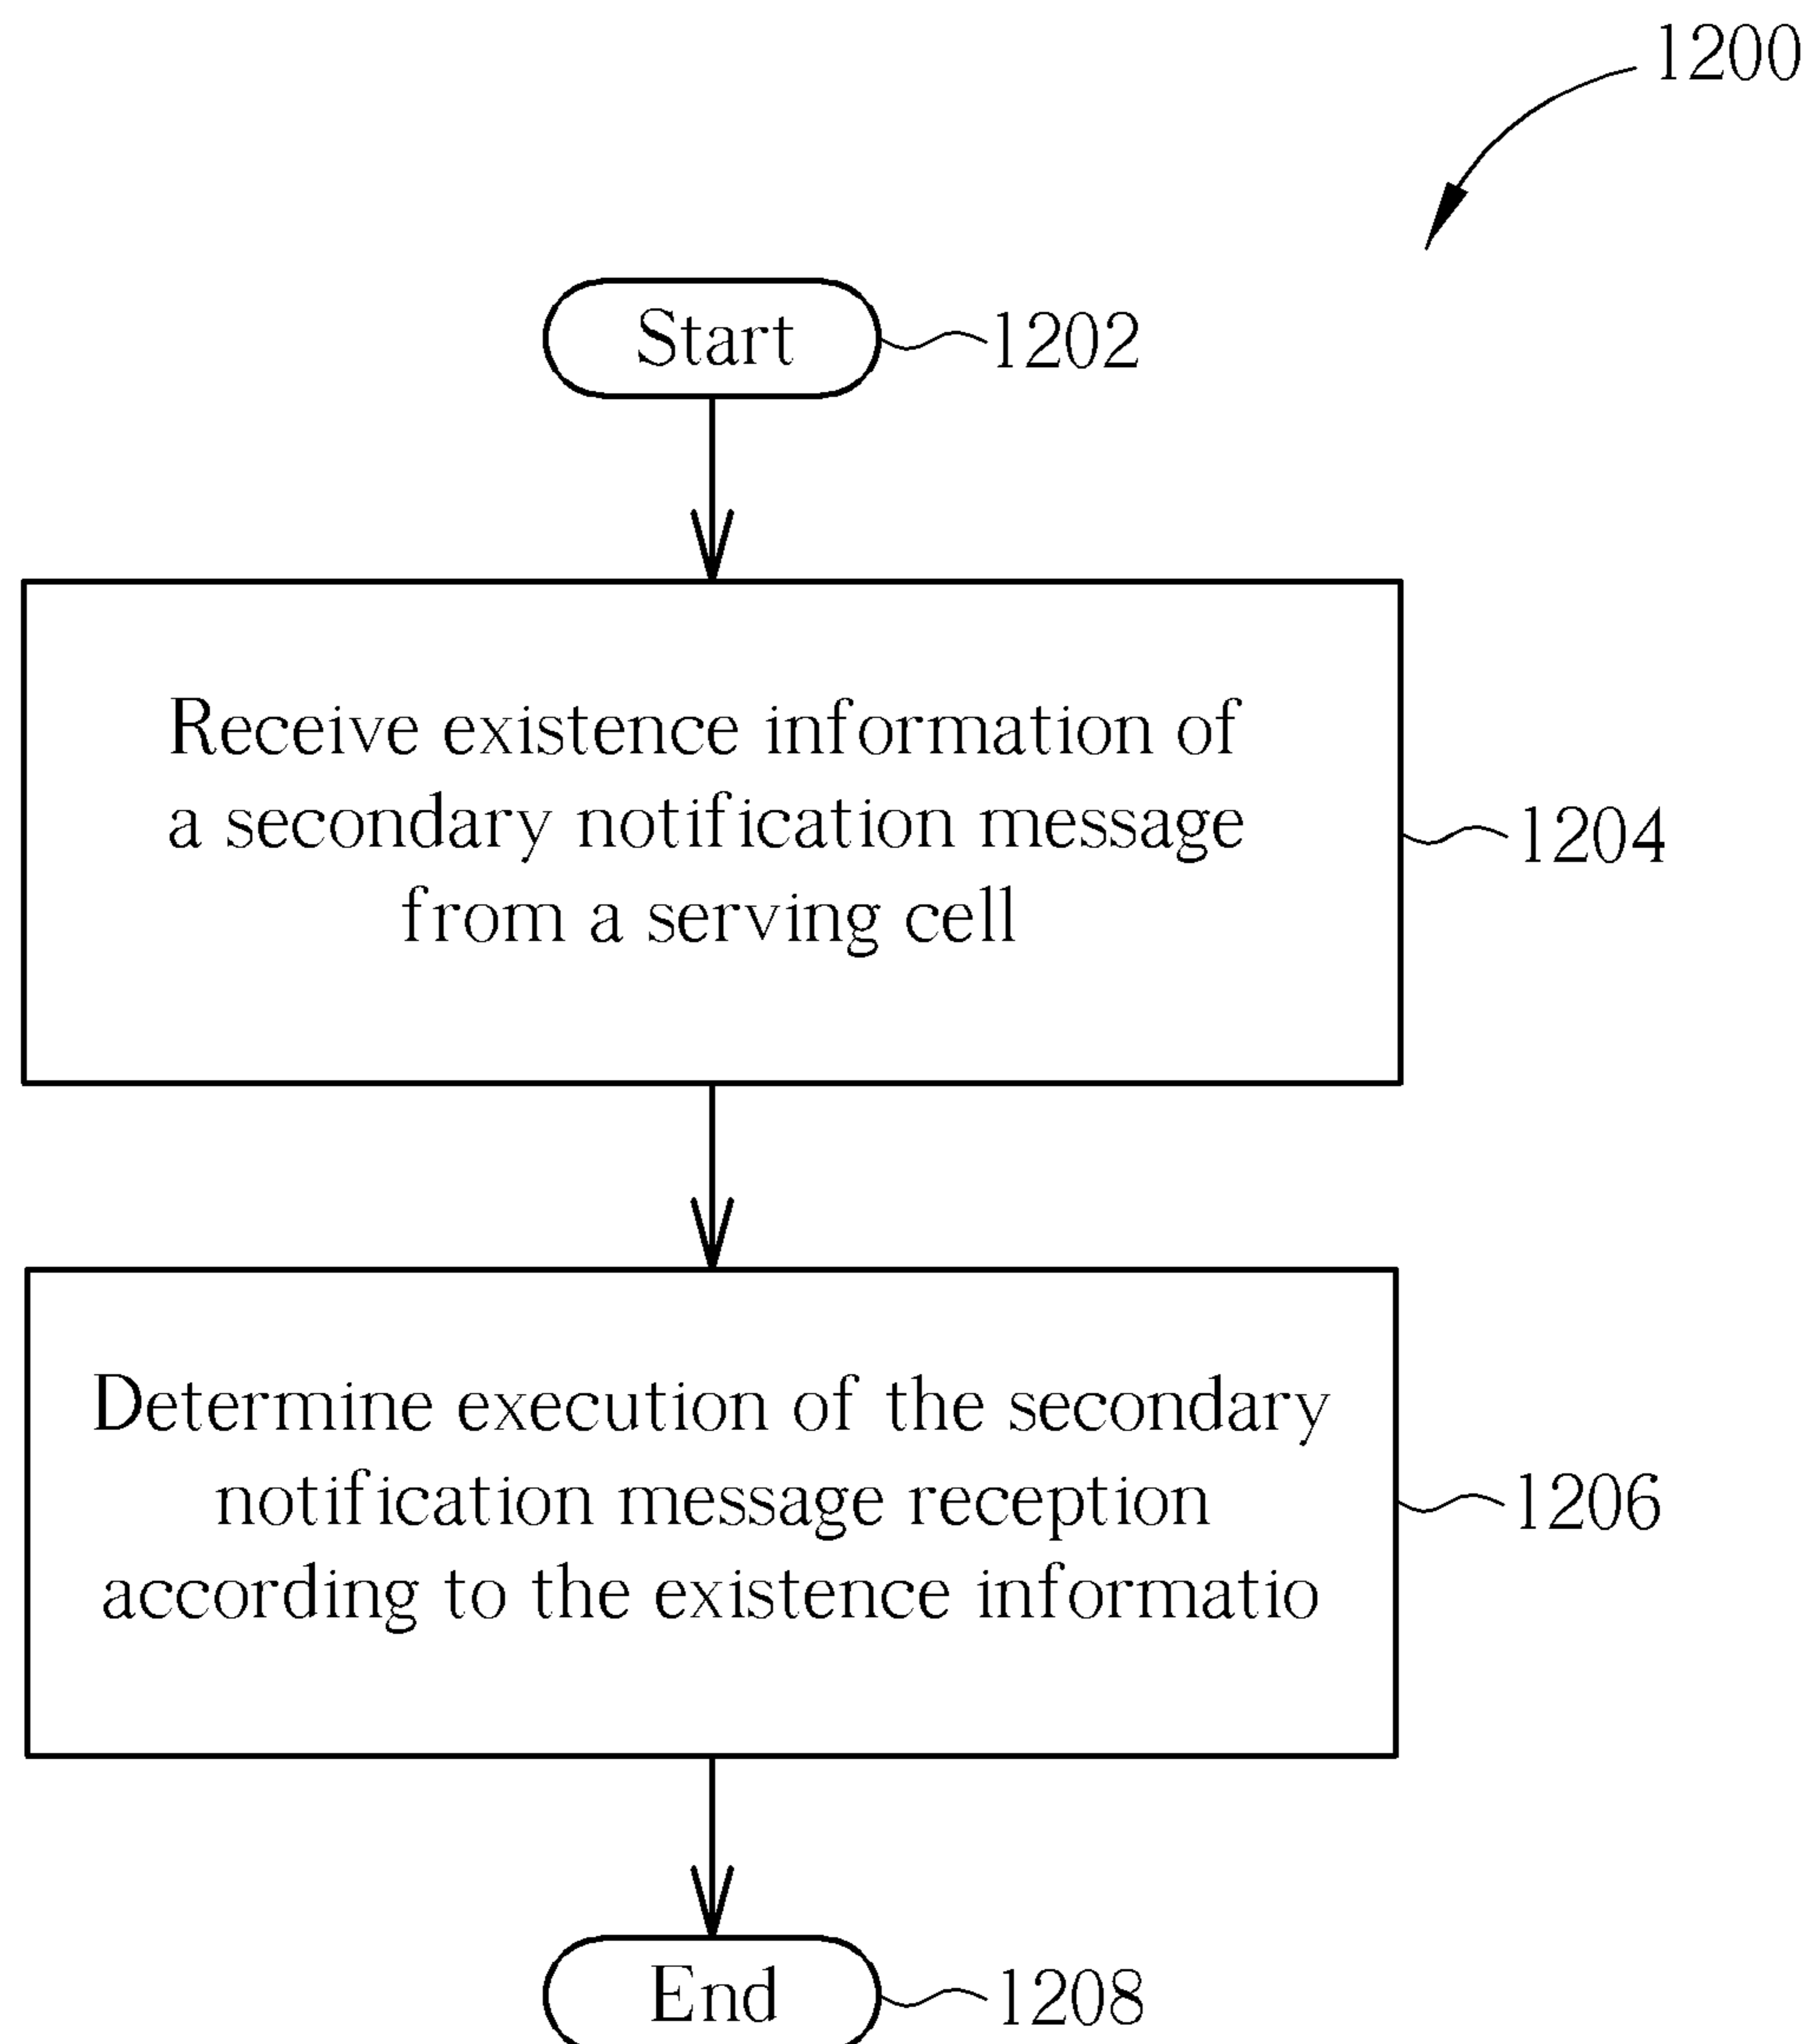 1200
Start
1202
Receive existence information of
a secondary notification message
from a serving cell
1204
Determine execution of the secondary
notification message reception
according to the existence informatio
1206
End
1208